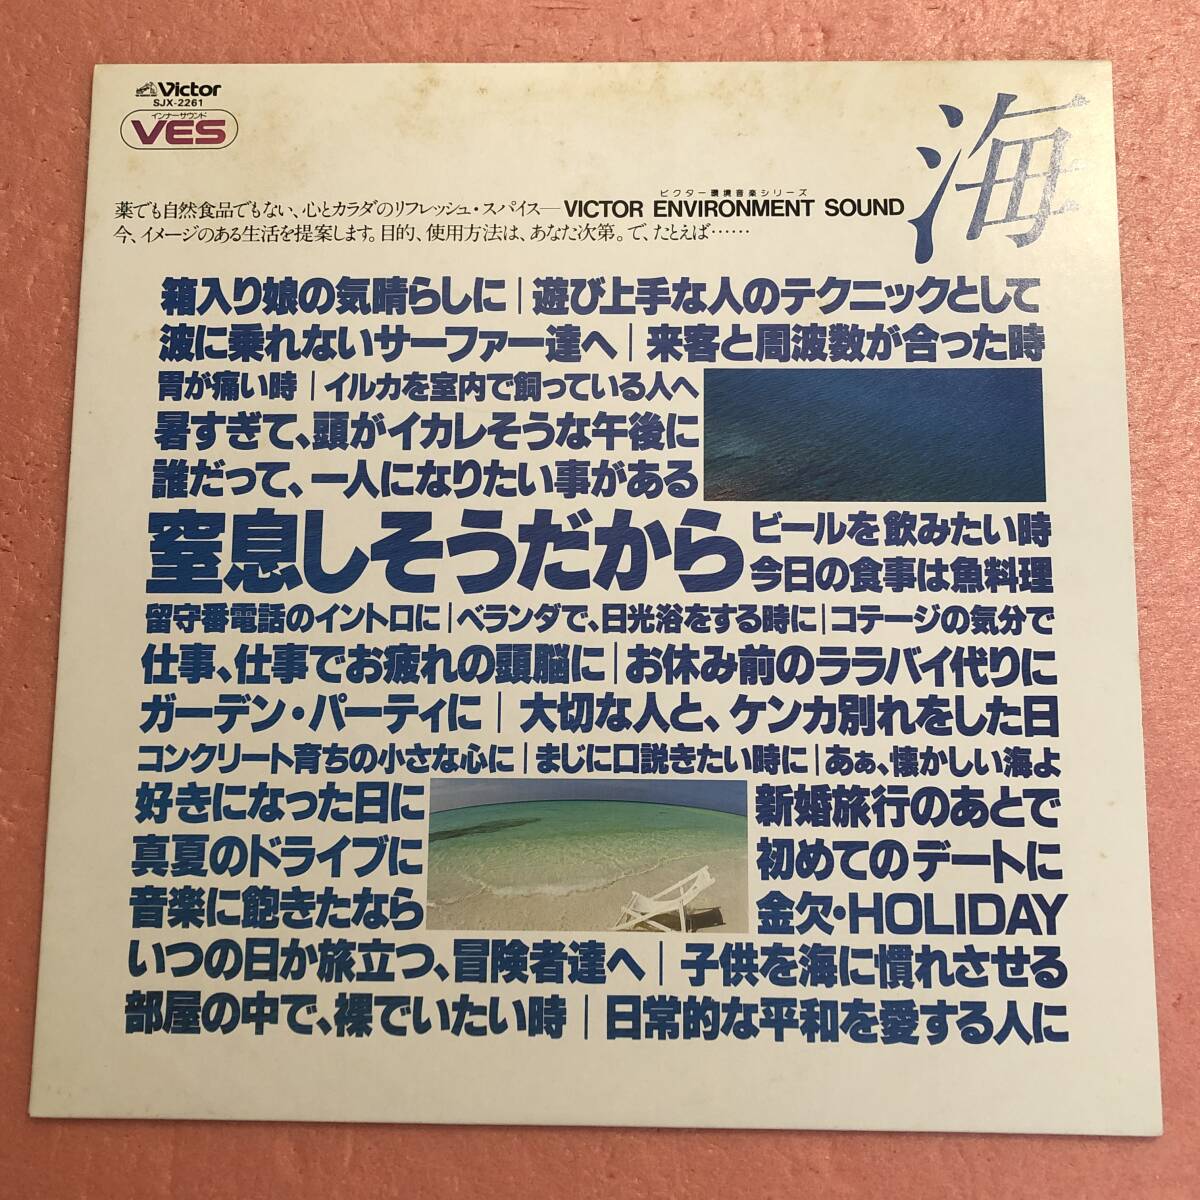 Victor
SJX-2261
インナーサウンド
VES
海
ビクター環境音楽シリーズ
薬でも自然食品でもない、心とカラダのリフレッシュ・スパイス―VICTOR ENVIRONMENT SOUND
今、イメージのある生活を提案します。目的、使用方法は、あなた次第。で、たとえば……
箱入り娘の気晴らしに|遊び上手な人のテクニックとして
波に乗れないサーファー達へ|来客と周波数が合った時
胃が痛い時|イルカを室内で飼っている人へ
暑すぎて、頭がイカレそうな午後に
誰だって、一人になりたい事がある
窒息しそうだから
ビールを飲みたい時
今日の食事は魚料理
留守番電話のイントロに|ベランダで、日光浴をする時に|コテージの気分で
仕事、仕事でお疲れの頭脳に|お休み前のララバイ代りに
ガーデン・パーティに|大切な人と、ケンカ別れをした日
コンクリート育ちの小さな心に|まじに口説きたい時に|あぁ、懐かしい海よ
好きになった日に
真夏のドライブに
音楽に飽きたなら
新婚旅行のあとで
初めてのデートに
金欠・HOLIDAY
いつの日か旅立つ、冒険者達へ|子供を海に慣れさせる
部屋の中で、裸でいたい時|日常的な平和を愛する人に